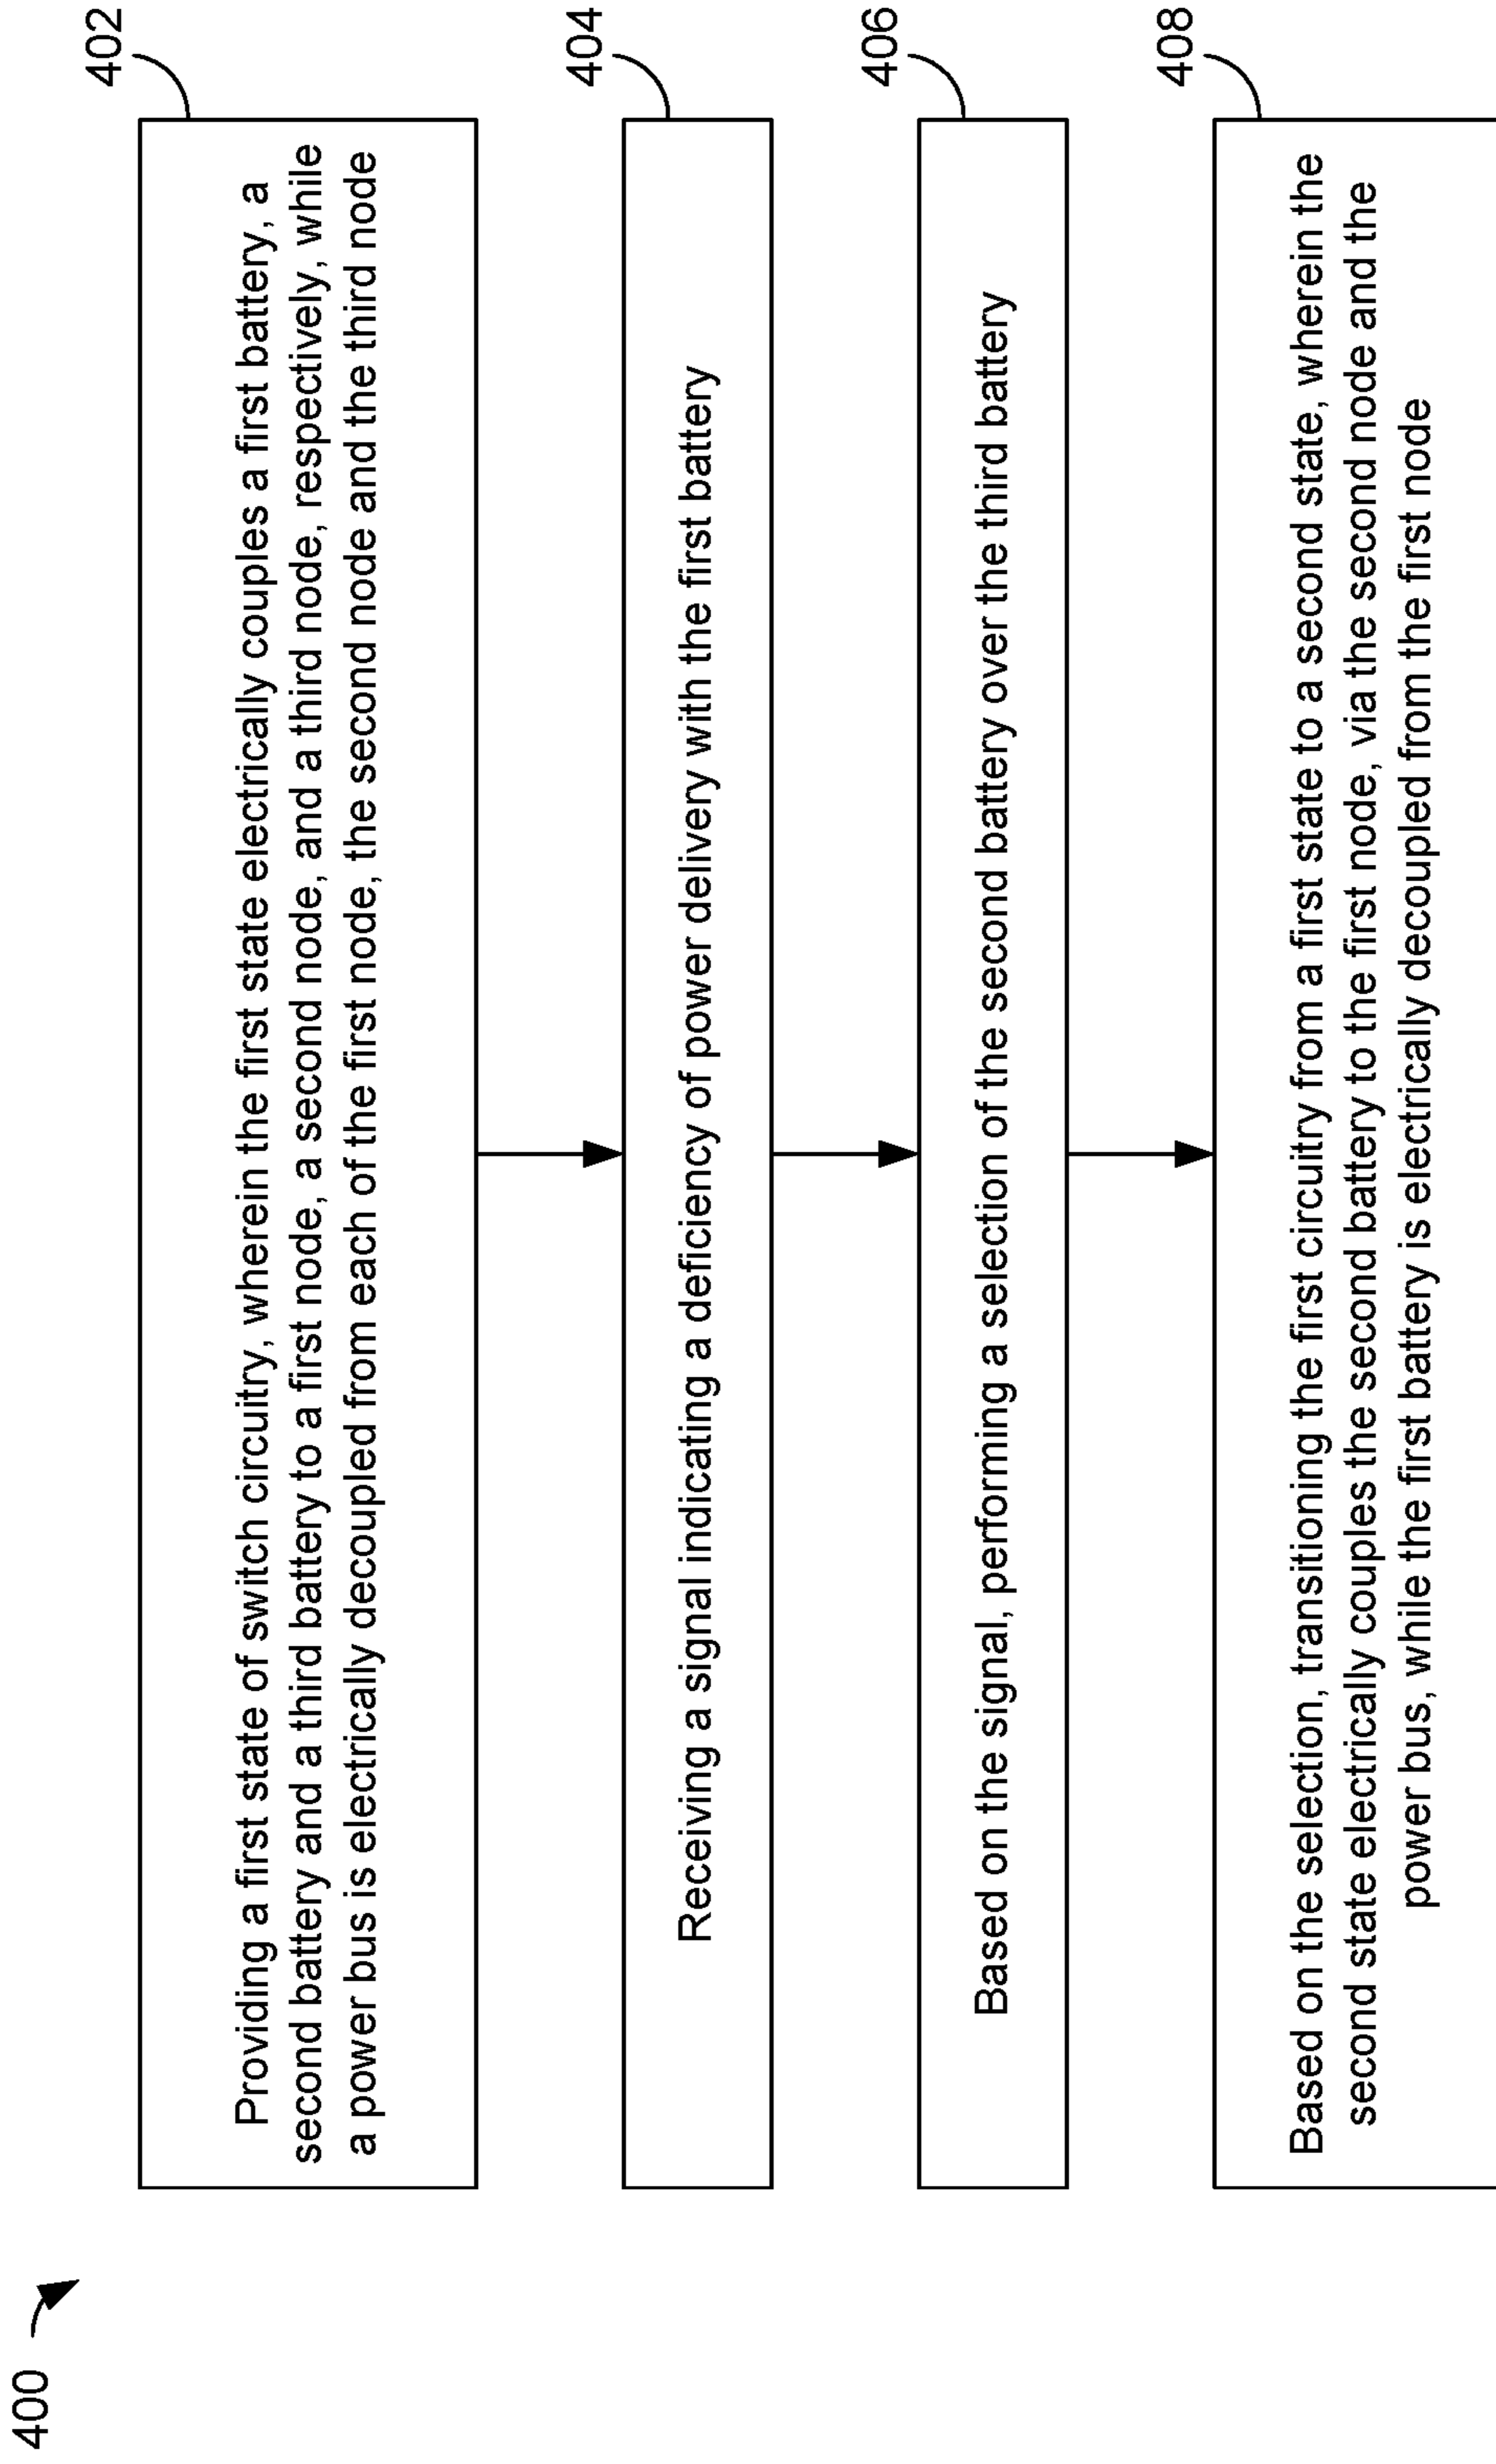 400
402
Providing a first state of switch circuitry, wherein the first state electrically couples a first battery, a
second battery and a third battery to a first node, a second node, and a third node, respectively, while
a power bus is electrically decoupled from each of the first node, the second node and the third node
404
Receiving a signal indicating a deficiency of power delivery with the first battery
406
Based on the signal, performing a selection of the second battery over the third battery
408
Based on the selection, transitioning the first circuitry from a first state to a second state, wherein the
second state electrically couples the second battery to the first node, via the second node and the
power bus, while the first battery is electrically decoupled from the first node